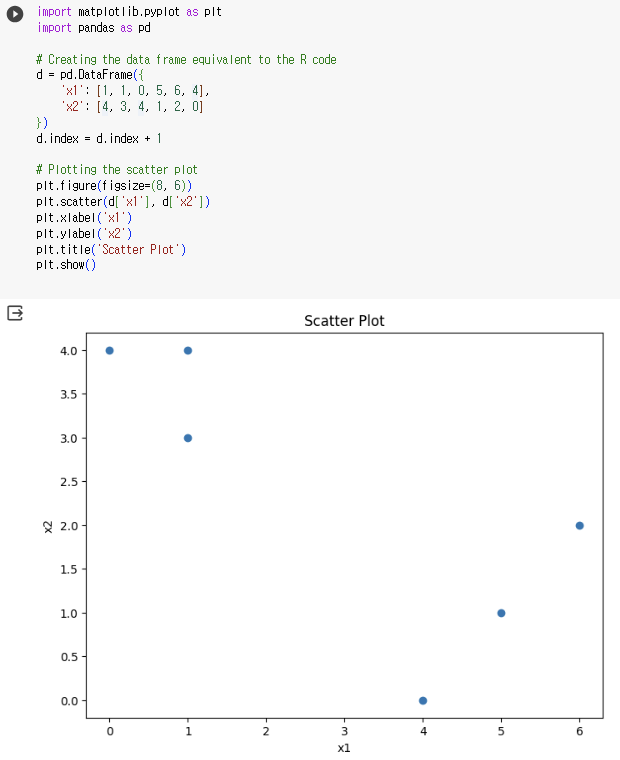 import matplotlib.pyplot as plt
import pandas as pd
# Creating the data frame equivalent to the R code
d = pd.DataFrame({
    'x1': [1, 1, 0, 5, 6, 4],
    'x2': [4, 3, 4, 1, 2, 0]
})
d.index = d.index + 1
# Plotting the scatter plot
plt.figure(figsize=(8, 6))
plt.scatter(d['x1'], d['x2'])
plt.xlabel('x1')
plt.ylabel('x2')
plt.title('Scatter Plot')
plt.show()
Scatter Plot
4.0
3.5
3.0
2.5
x2
2.0
1.5
1.0
0.5
0.0
0 1 2 3 4 5 6
x1